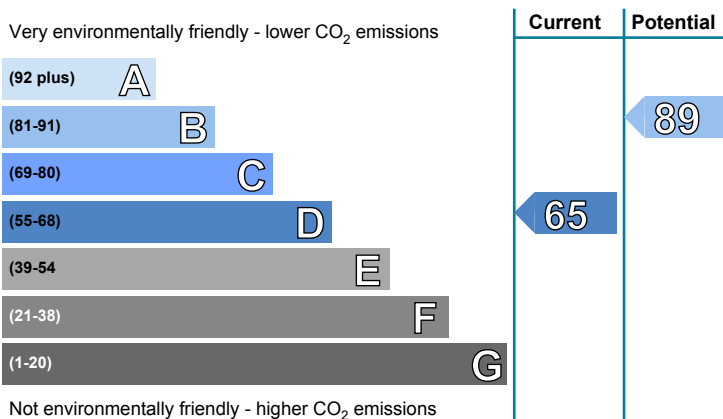 Very environmentally friendly - lower CO2 emissions
Current
Potential
(92 plus) A
(81-91) B
89
(69-80) C
(55-68) D
65
(39-54 E
(21-38) F
(1-20) G
Not environmentally friendly - higher CO2 emissions